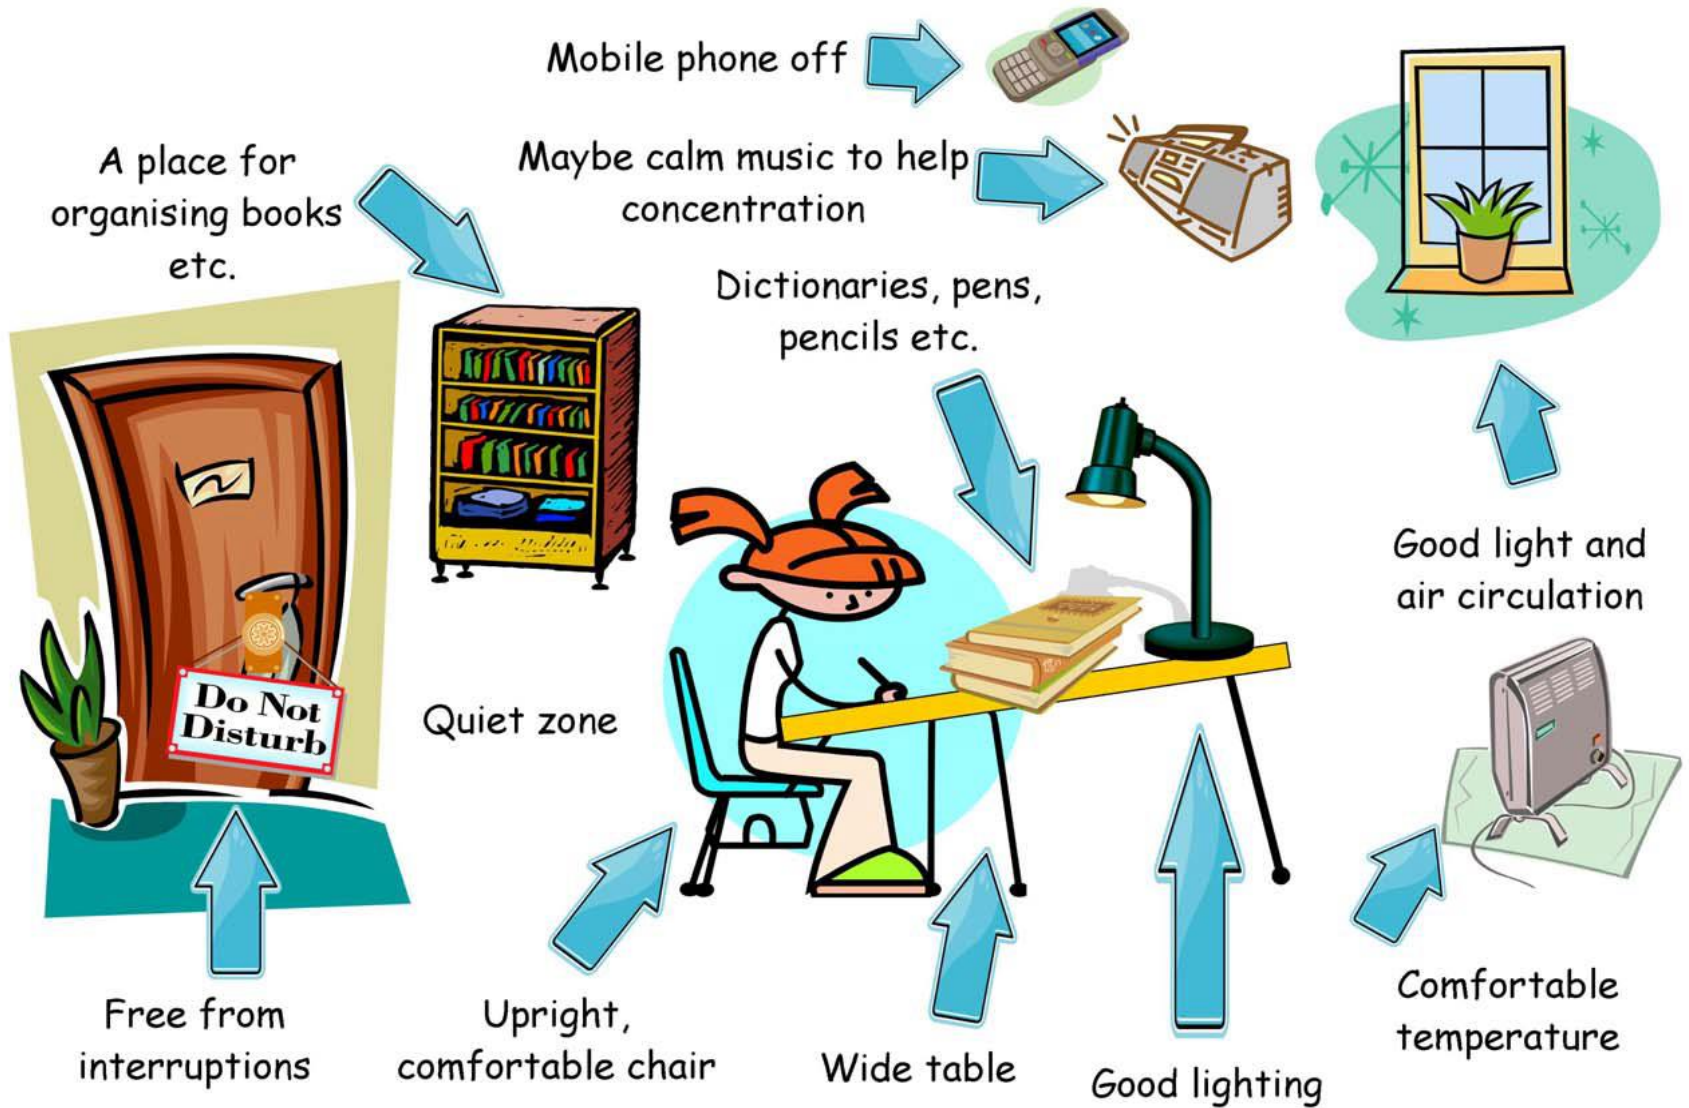 Mobile phone off
Maybe calm music to help
concentration
A place for
organising books
etc.
Dictionaries, pens,
pencils etc.
Do Not
Disturb
Quiet zone
Good light and
air circulation
Free from
interruptions
Upright,
comfortable chair
Wide table
Good lighting
Comfortable
temperature